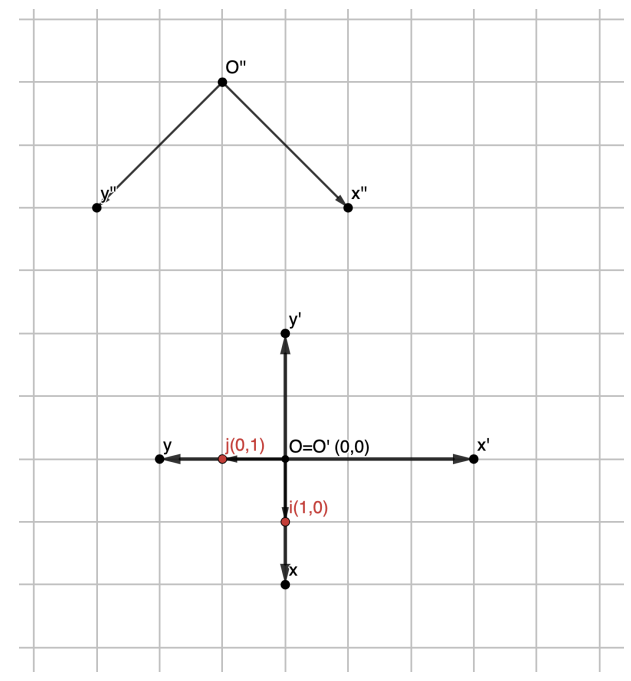 O"
y"
x"
y'
y
j(0,1)
O=O' (0,0)
x'
i(1,0)
x